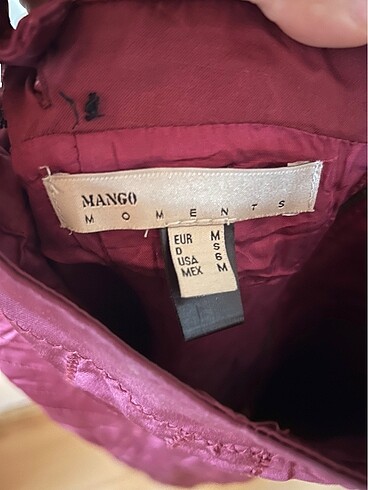 MANGO
MOMENTS
EUR M
D S
USA 6
MEX M